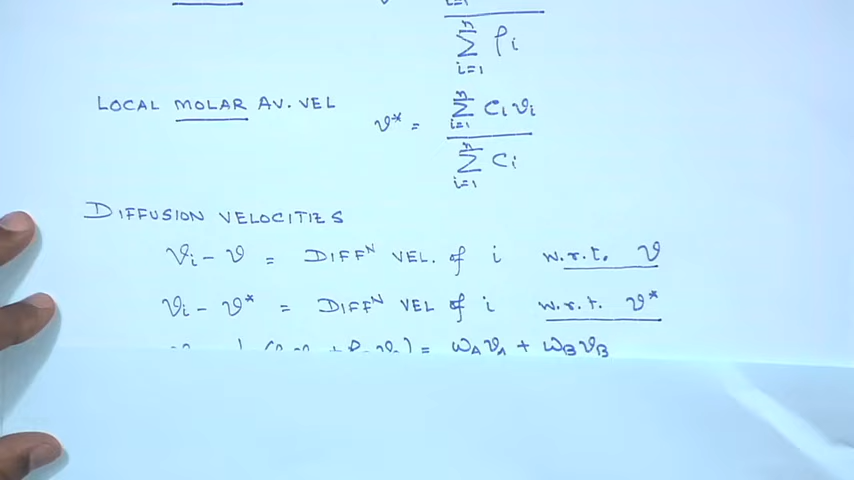 i=1
n
Σ ρi
i=1
LOCAL MOLAR AV. VEL
v* = n Σ i=1 Ci vi / n Σ i=1 Ci
DIFFUSION VELOCITIES
vi - v = DIFFN VEL. of i w.r.t. v
vi - v* = DIFFN VEL of i w.r.t. v*
= ωA vA + ωB vB